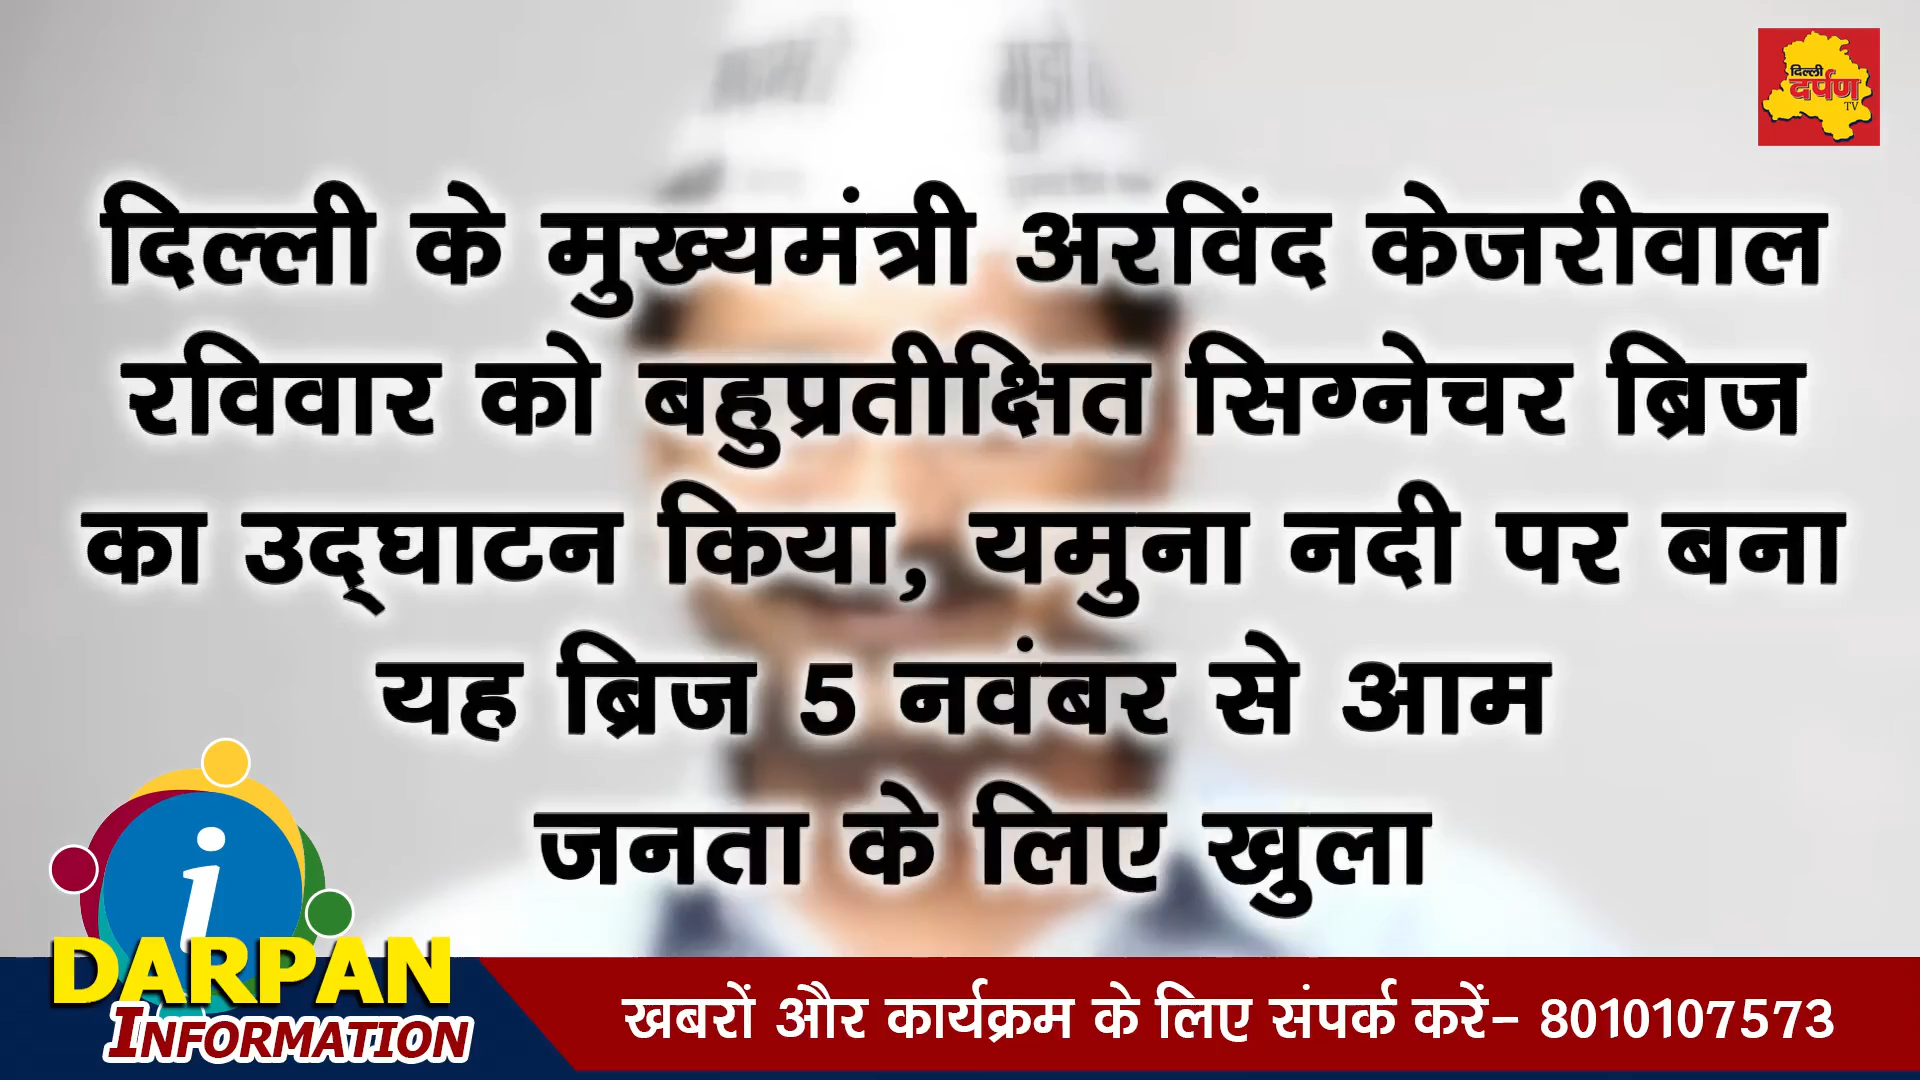 दिल्ली
दर्पण
TV
दिल्ली के मुख्यमंत्री अरविंद केजरीवाल
रविवार को बहुप्रतीक्षित सिग्नेचर ब्रिज
का उद्‌घाटन किया, यमुना नदी पर बना
यह ब्रिज 5 नवंबर से आम
जनता के लिए खुला
i
DARPAN
INFORMATION
खबरों और कार्यक्रम के लिए संपर्क करें- 8010107573